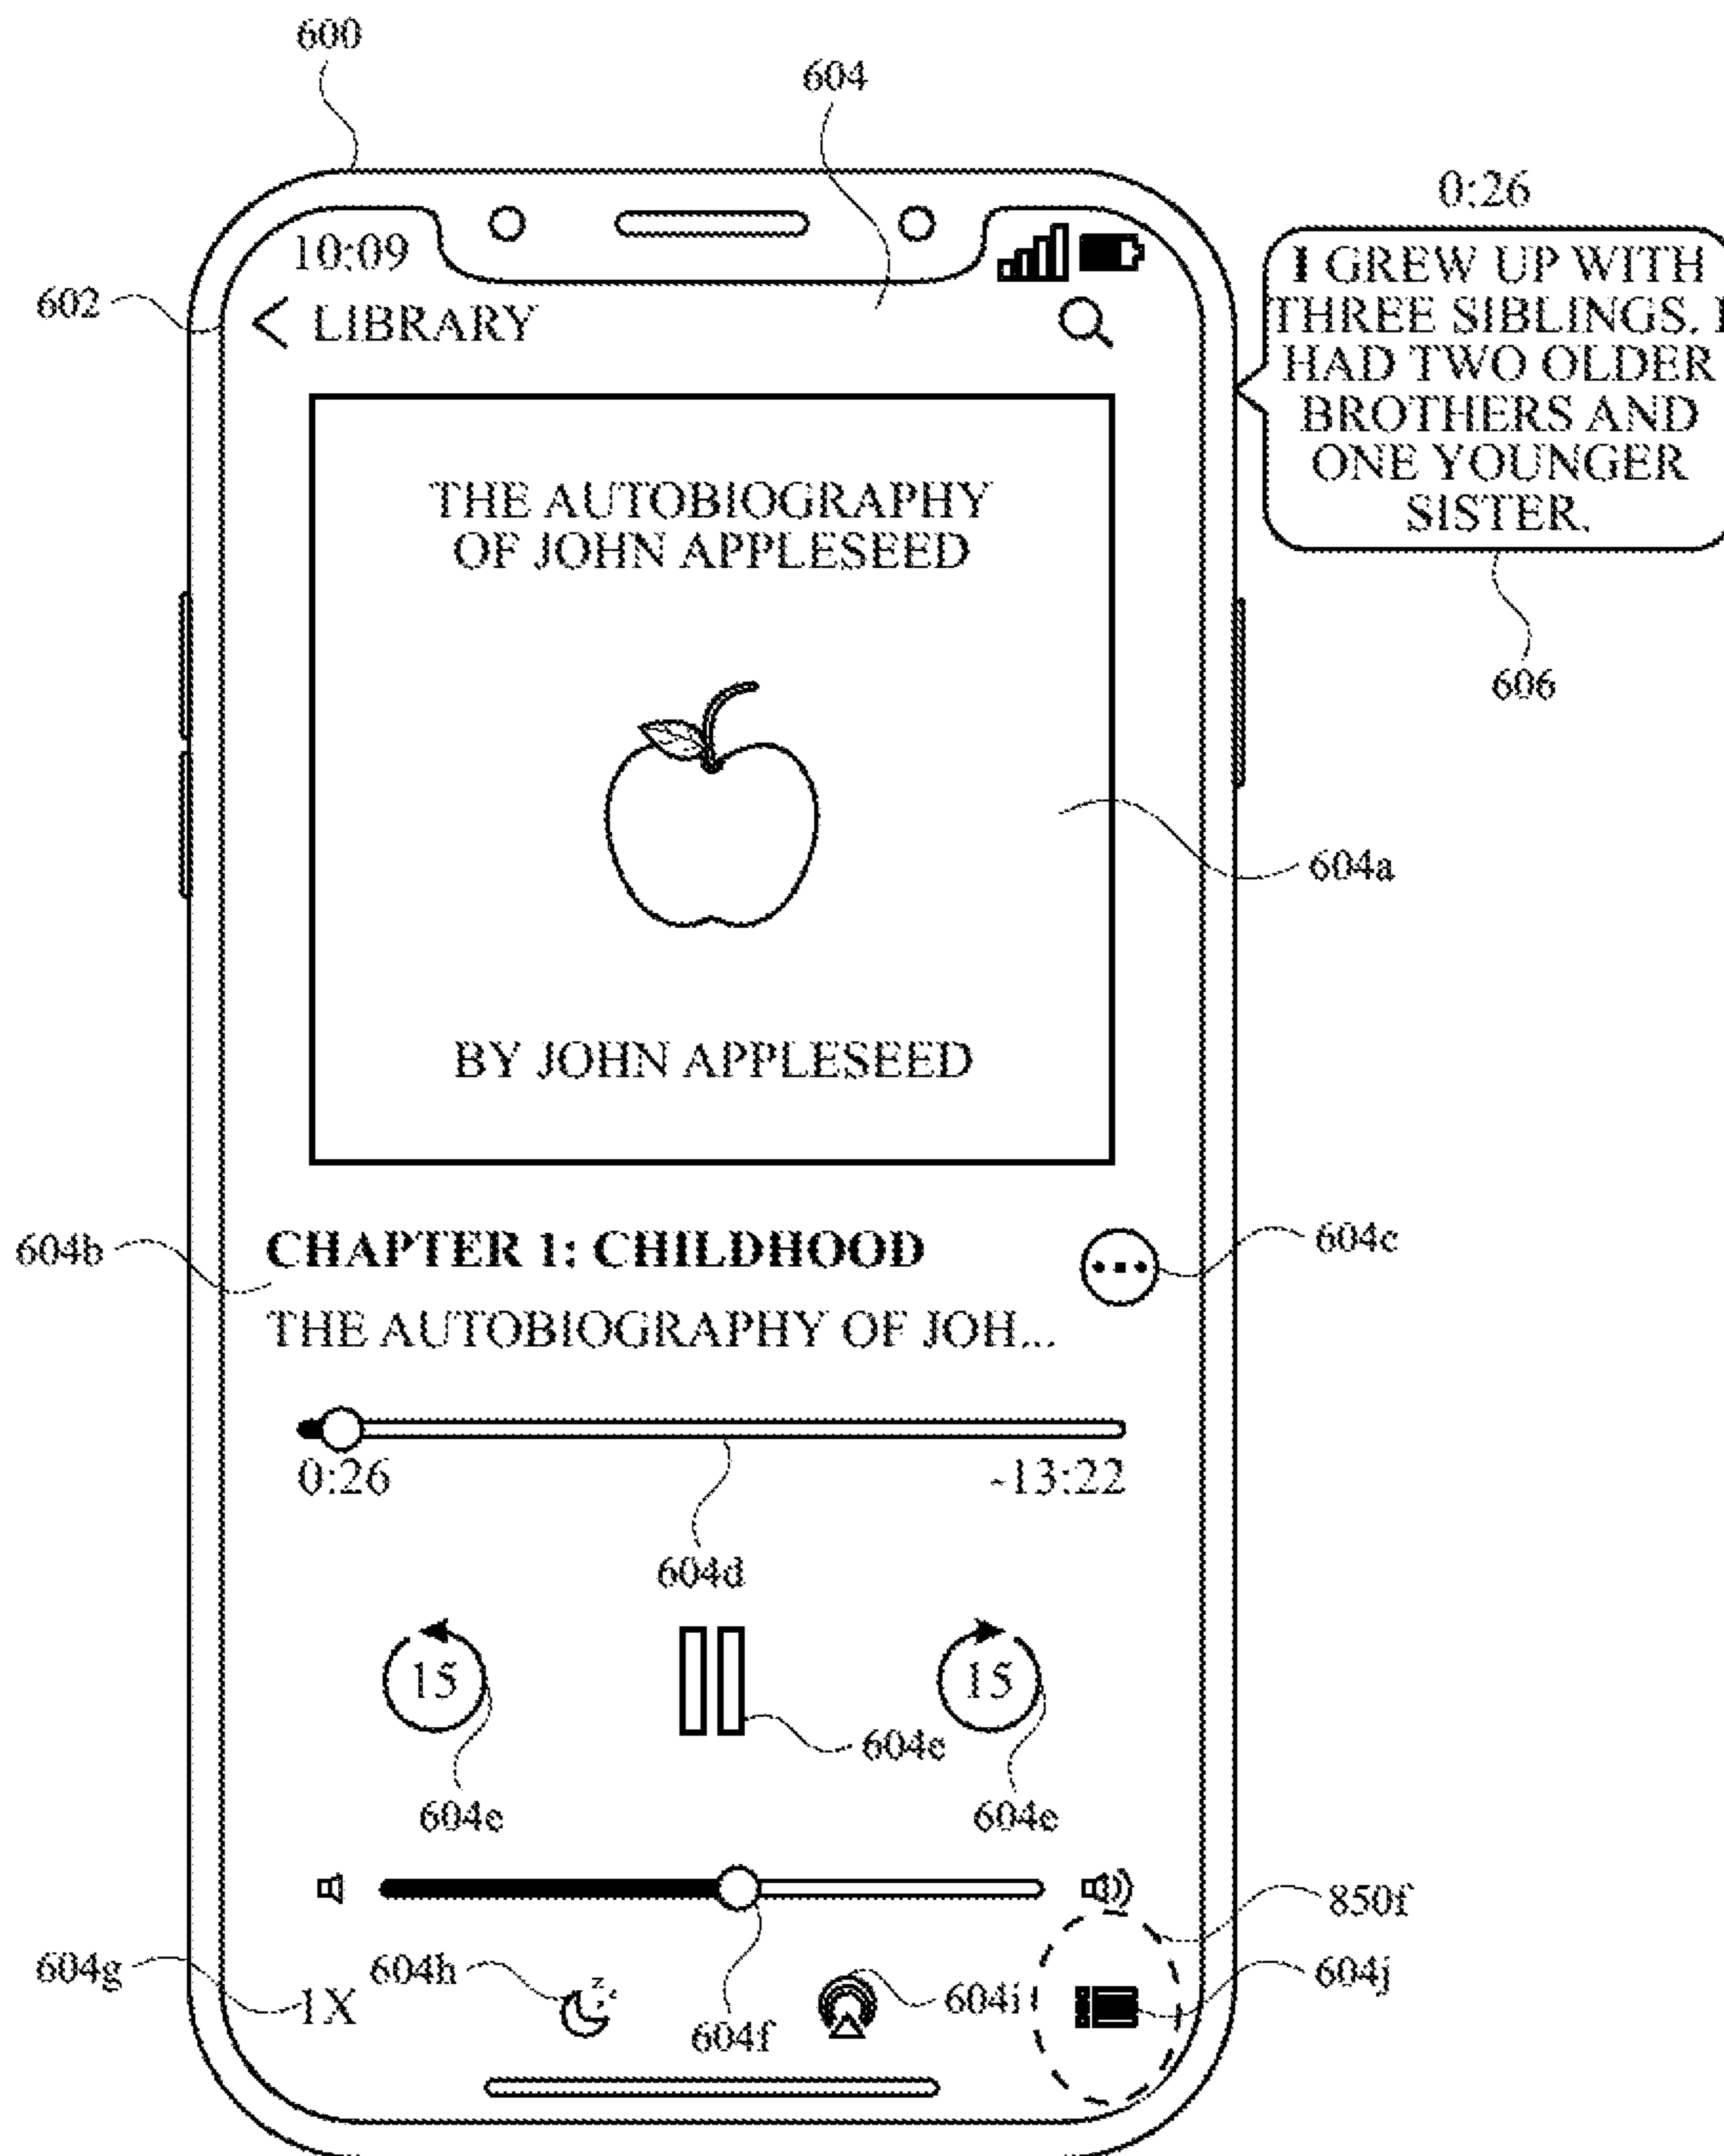 600
604
0:26
10:09
602
< LIBRARY
I GREW UP WITH
THREE SIBLINGS. I
HAD TWO OLDER
BROTHERS AND
ONE YOUNGER
SISTER.
606
THE AUTOBIOGRAPHY
OF JOHN APPLESEED
604a
BY JOHN APPLESEED
604b
CHAPTER 1: CHILDHOOD
604c
THE AUTOBIOGRAPHY OF JOH...
0:26
-13:22
604d
15
15
604e
604e
604e
850f
604g
1X
604h
604f
604i
604j